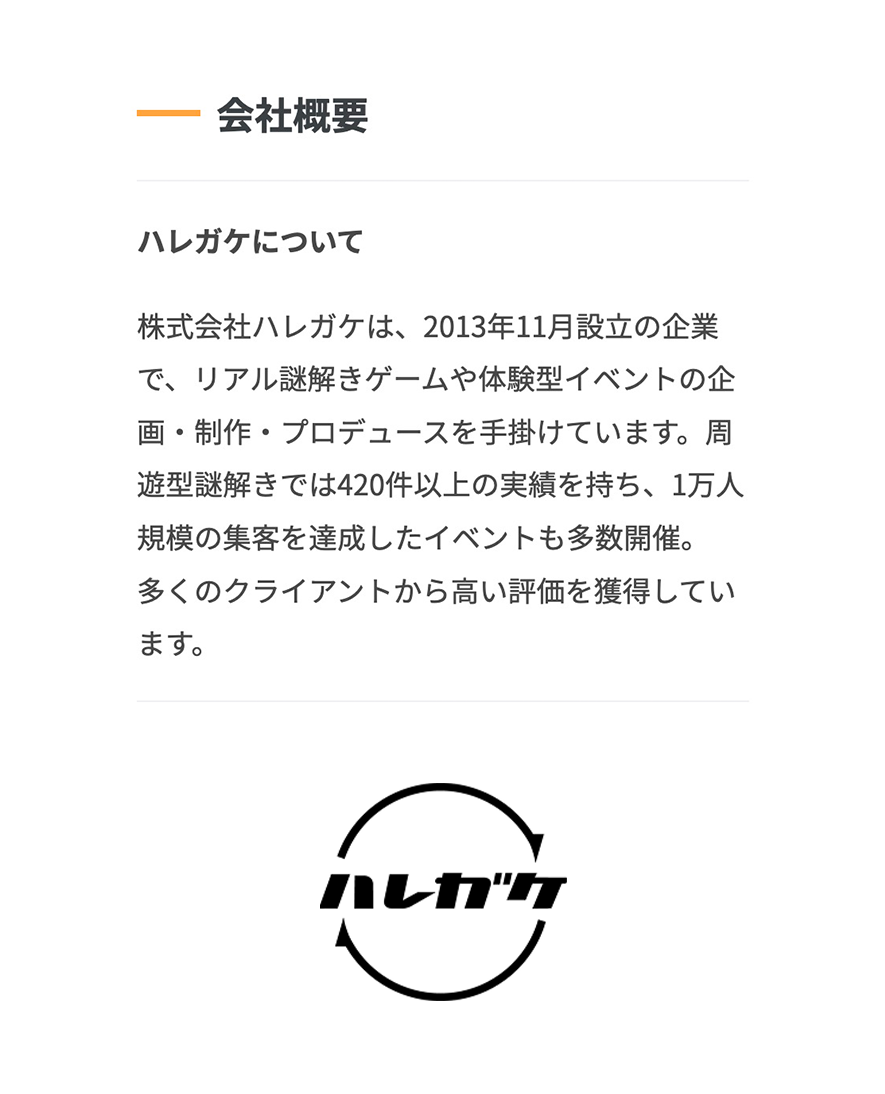 会社概要
ハレガケについて
株式会社ハレガケは、2013年11月設立の企業
で、リアル謎解きゲームや体験型イベントの企
画・制作・プロデュースを手掛けています。周
遊型謎解きでは420件以上の実績を持ち、1万人
規模の集客を達成したイベントも多数開催。
多くのクライアントから高い評価を獲得してい
ます。
ハレガケ